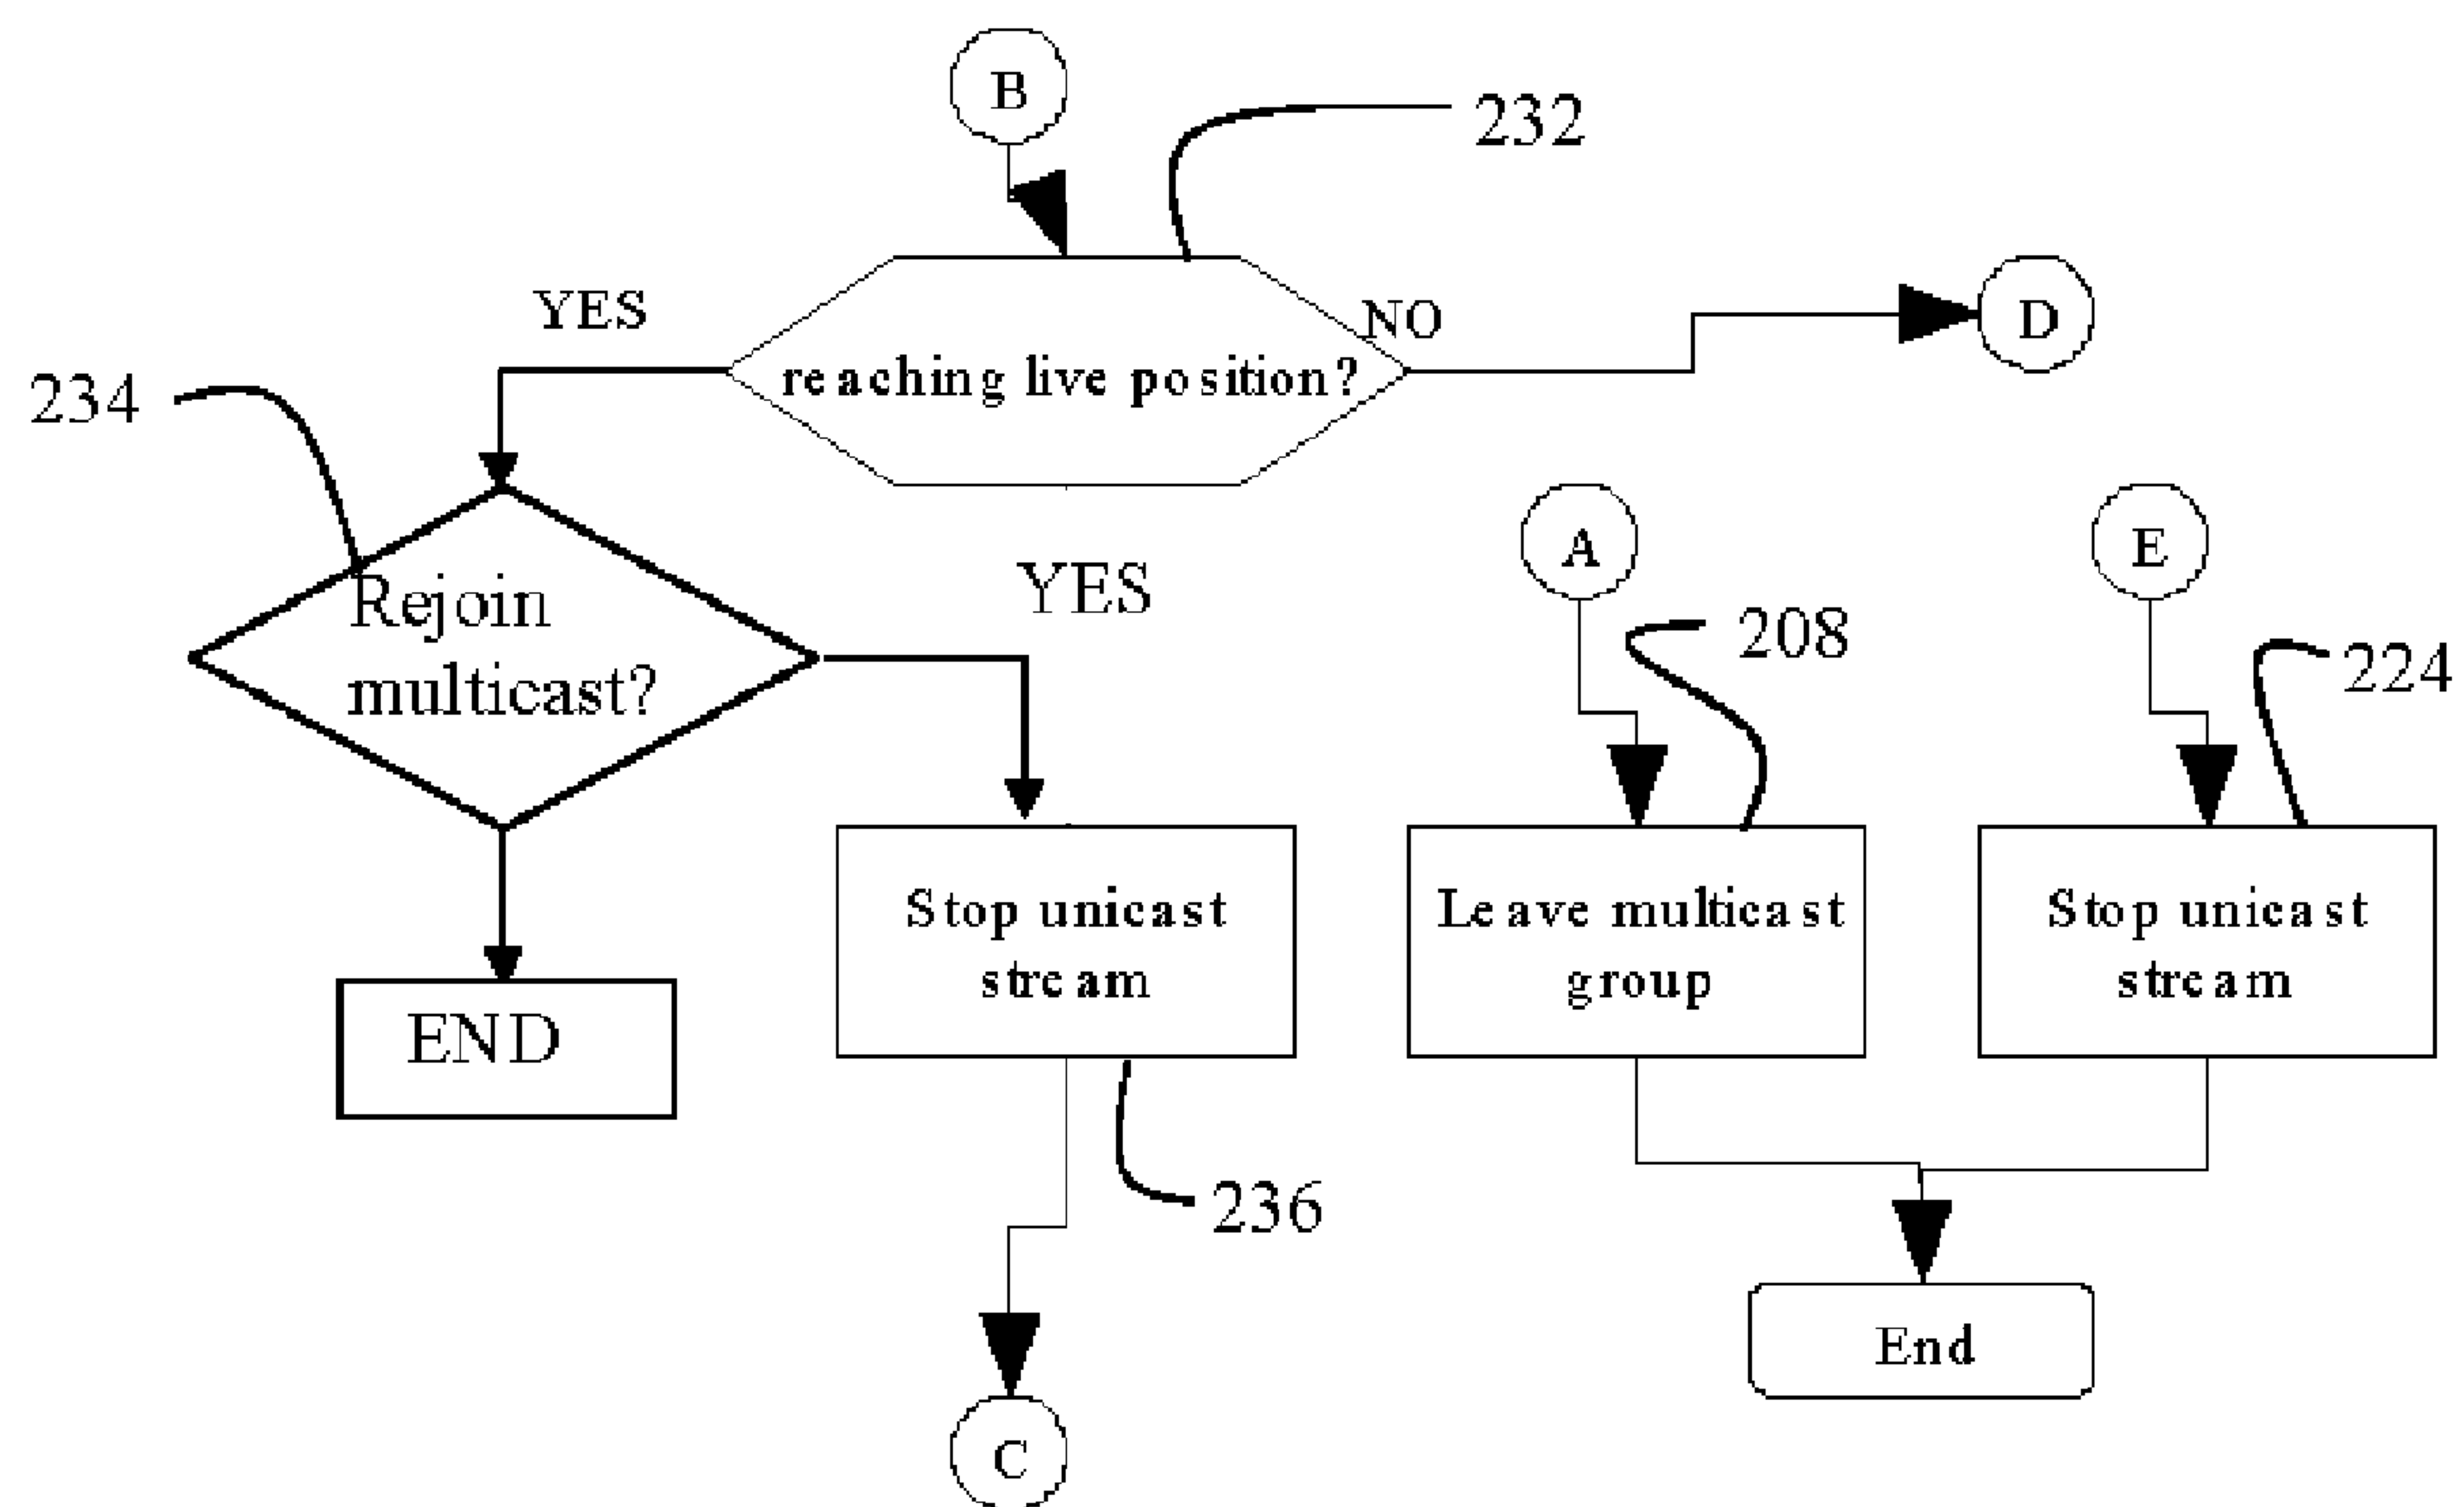 B
232
YES
NO
D
reaching live position?
234
A
E
YES
Rejoin
multicast?
208
224
Stop unicast
stream
Leave multicast
group
Stop unicast
stream
END
236
End
C